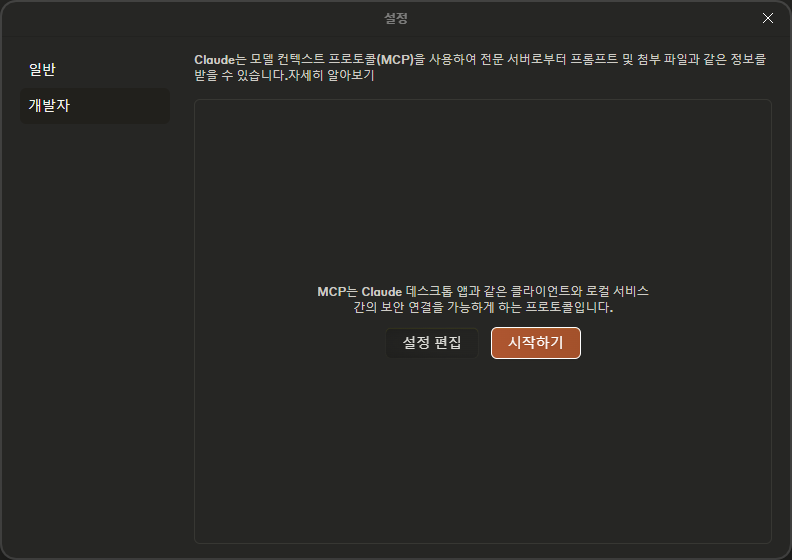 설정
일반
개발자
Claude는 모델 컨텍스트 프로토콜(MCP)을 사용하여 전문 서버로부터 프롬프트 및 첨부 파일과 같은 정보를
받을 수 있습니다.자세히 알아보기
MCP는 Claude 데스크톱 앱과 같은 클라이언트와 로컬 서비스
간의 보안 연결을 가능하게 하는 프로토콜입니다.
설정 편집
시작하기